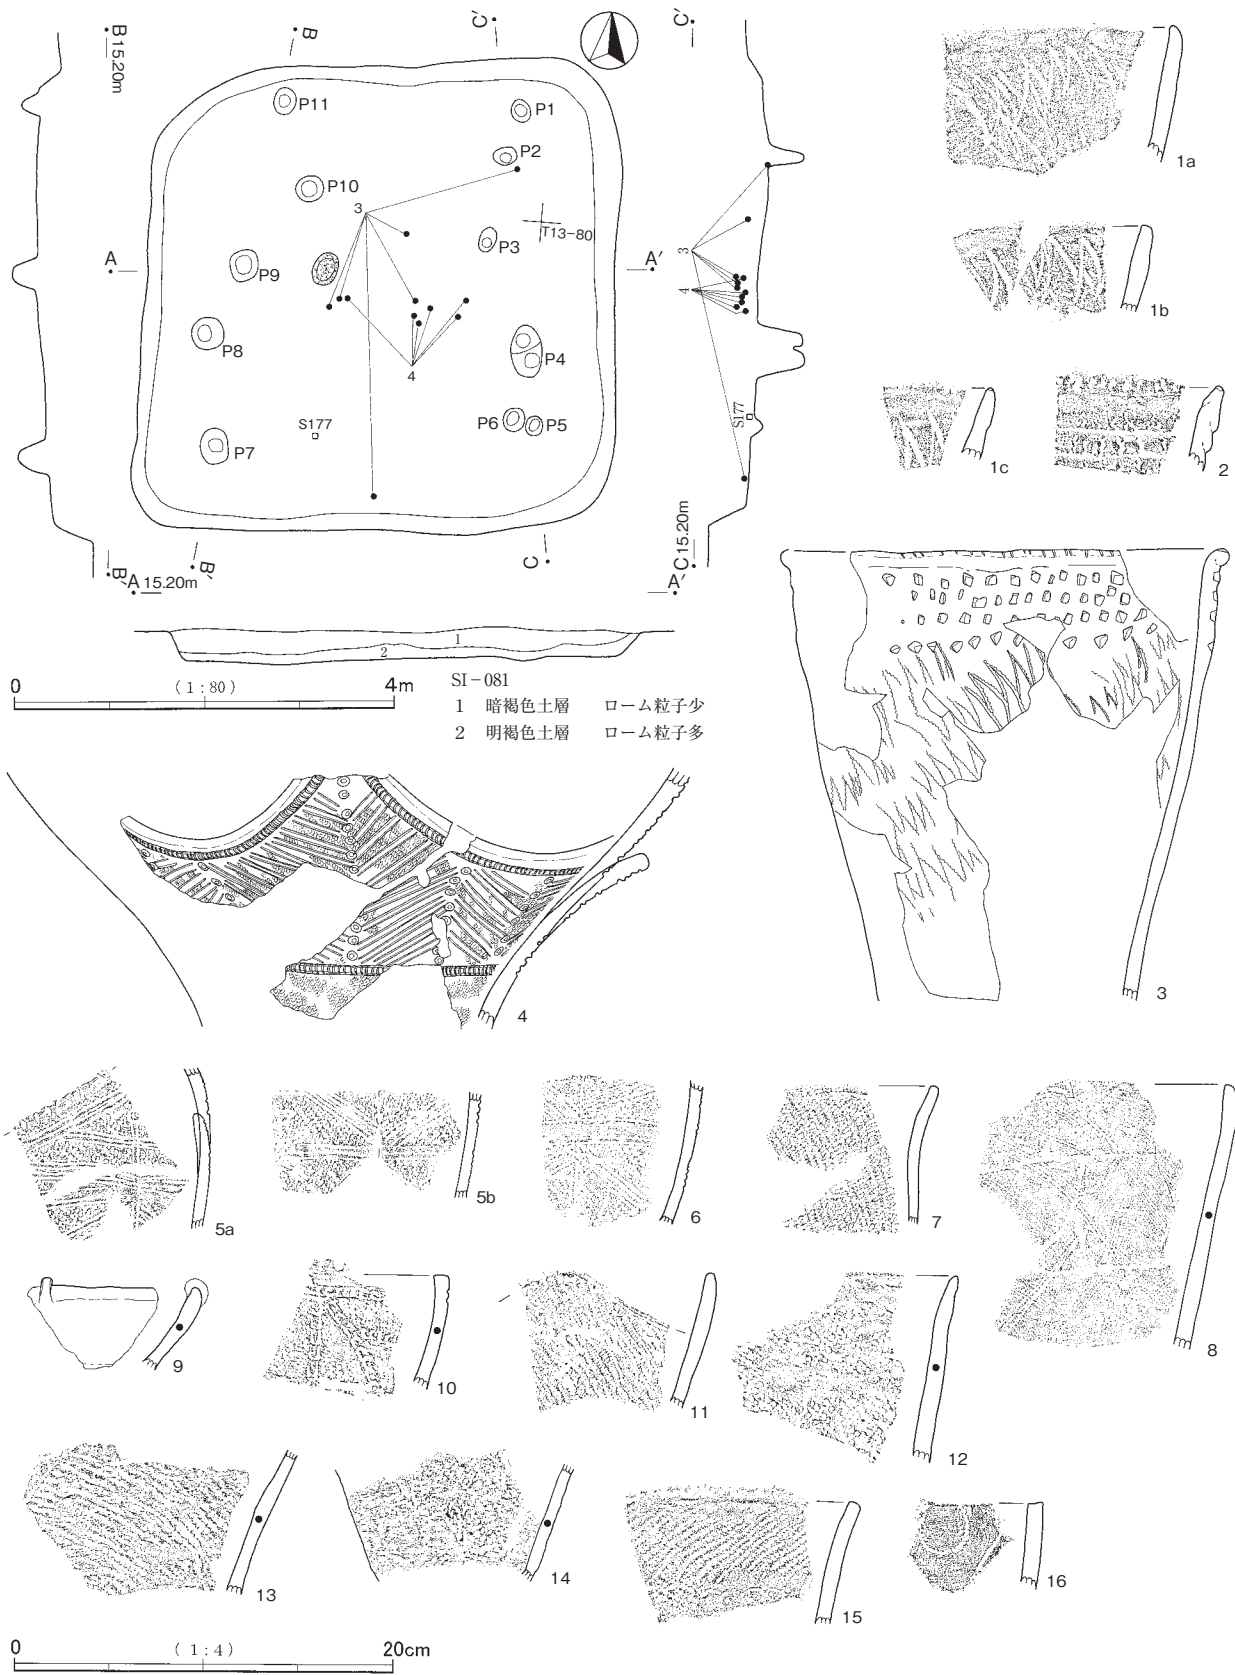 B 15.20m
B
C′
C′
P11
P1
P2
P10
3
T13-80
P3
A
P9
A′
3
4
P8
P4
4
P6
P5
S177
P7
S177
B′
A 15.20m
B′
C
C 15.20m
A′
1
2
0 (1:80) 4m
SI-081
1 暗褐色土層 ローム粒子少
2 明褐色土層 ローム粒子多
1a
1b
1c
2
3
4
5a
5b
6
7
8
9
10
11
12
13
14
15
16
0 (1:4) 20cm